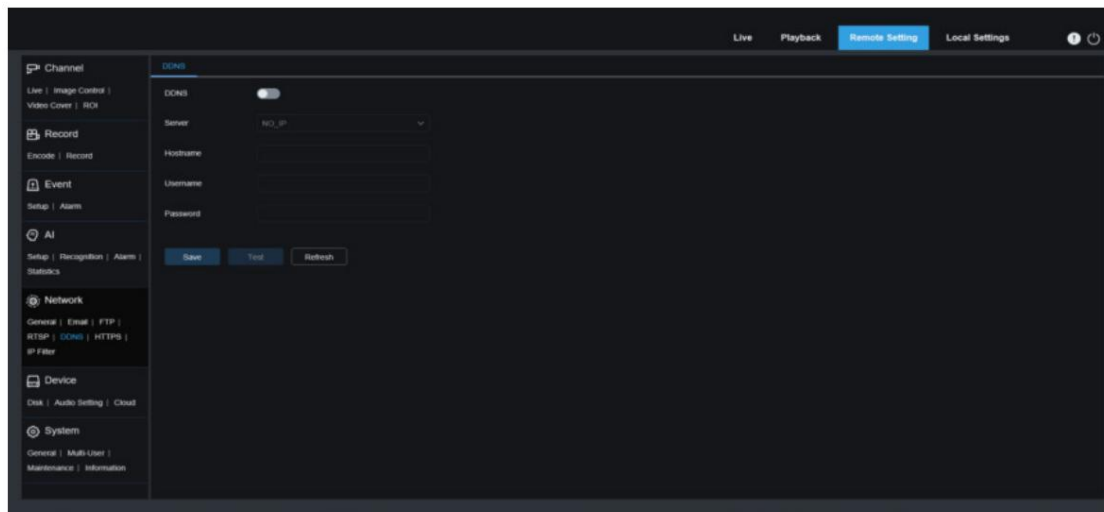 Live Playback Remote Setting Local Settings
Channel
Live | Image Control |
Video Cover | ROI
Record
Encode | Record
Event
Setup | Alarm
AI
Setup | Recognition | Alarm |
Statistics
Network
General | Email | FTP |
RTSP | DDNS | HTTPS |
IP Filter
Device
Disk | Audio Setting | Cloud
System
General | Multi-User |
Maintenance | Information
DDNS
DDNS
Server NO_IP
Hostname
Username
Password
Save Test Refresh